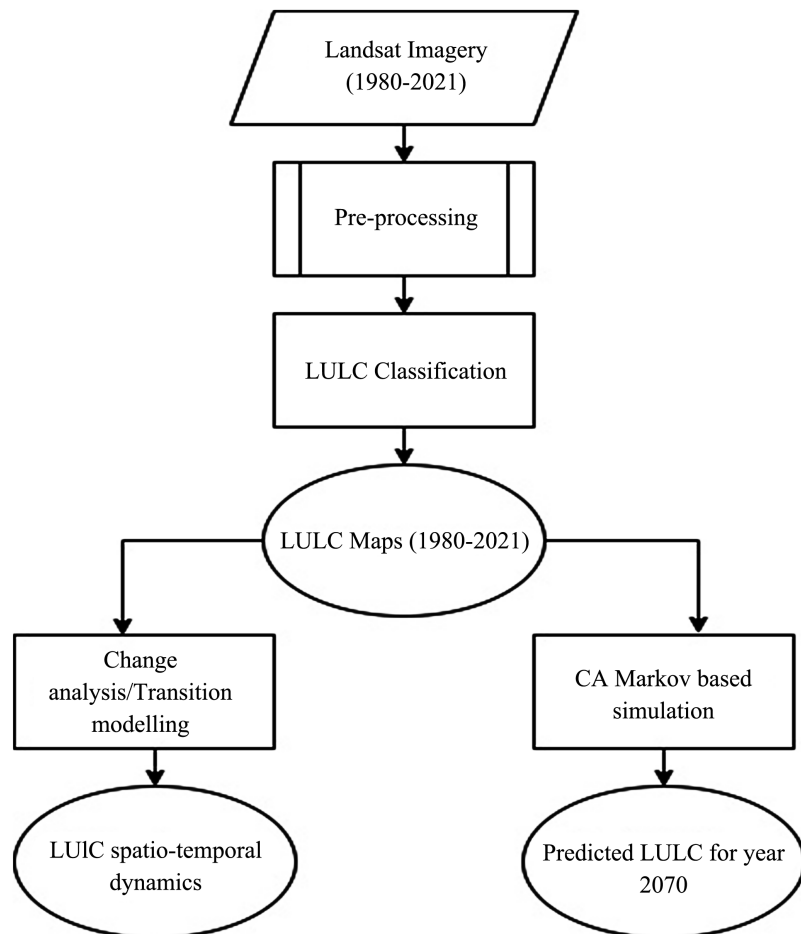 Landsat Imagery
(1980-2021)
Pre-processing
LULC Classification
LULC Maps (1980-2021)
Change
analysis/Transition
modelling
CA Markov based
simulation
LUlC spatio-temporal
dynamics
Predicted LULC for year
2070